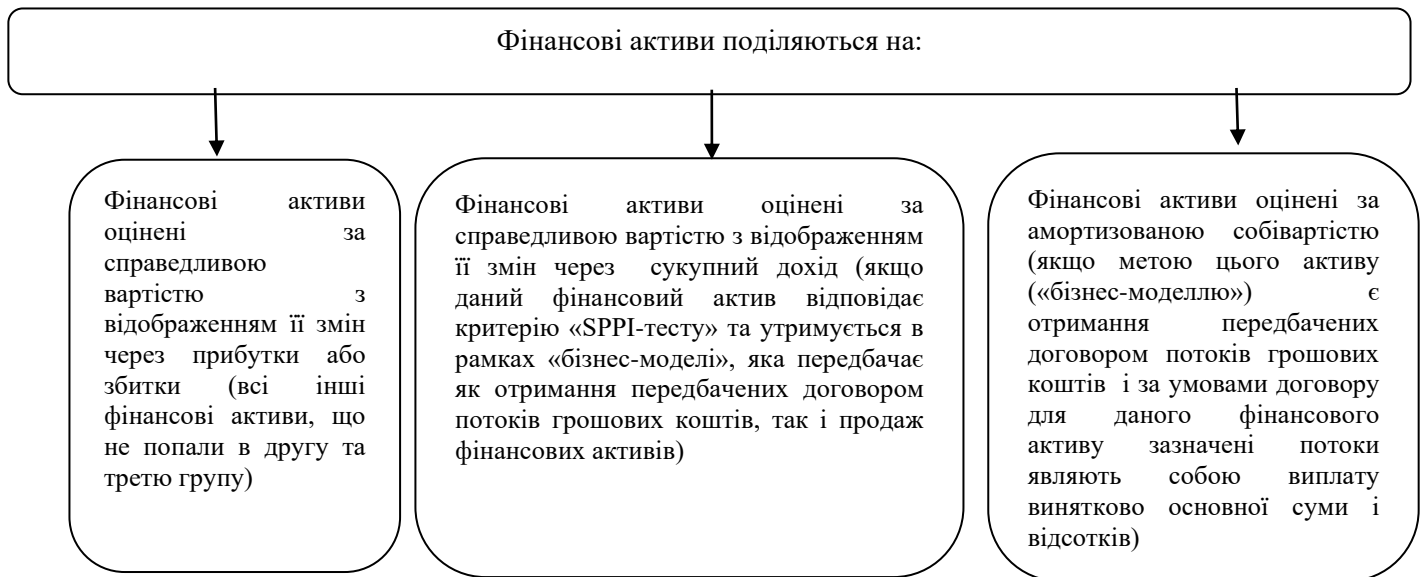 Фінансові активи поділяються на:
Фінансові активи
оцінені за
справедливою
вартістю з
відображенням її змін
через прибутки або
збитки (всі інші
фінансові активи, що
не попали в другу та
третю групу)
Фінансові активи оцінені за
справедливою вартістю з відображенням
її змін через сукупний дохід (якщо
даний фінансовий актив відповідає
критерію «SPPI-тесту» та утримується в
рамках «бізнес-моделі», яка передбачає
як отримання передбачених договором
потоків грошових коштів, так і продаж
фінансових активів)
Фінансові активи оцінені за
амортизованою собівартістю
(якщо метою цього активу
(«бізнес-моделлю») є
отримання передбачених
договором потоків грошових
коштів і за умовами договору
для даного фінансового
активу зазначені потоки
являють собою виплату
винятково основної суми і
відсотків)